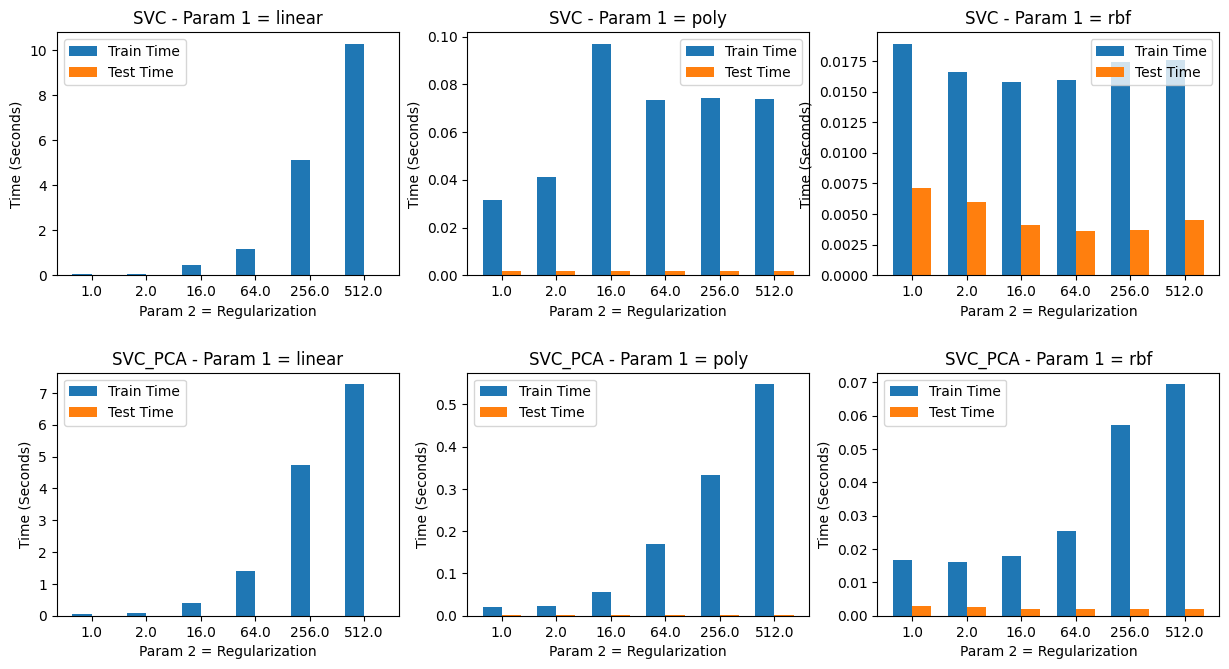 SVC - Param 1 = linear
Train Time
Test Time
Time (Seconds)
10
8
6
4
2
0
1.0 2.0 16.0 64.0 256.0 512.0
Param 2 = Regularization
SVC - Param 1 = poly
Train Time
Test Time
Time (Seconds)
0.10
0.08
0.06
0.04
0.02
0.00
1.0 2.0 16.0 64.0 256.0 512.0
Param 2 = Regularization
SVC - Param 1 = rbf
Train Time
Test Time
Time (Seconds)
0.0175
0.0150
0.0125
0.0100
0.0075
0.0050
0.0025
0.0000
1.0 2.0 16.0 64.0 256.0 512.0
Param 2 = Regularization
SVC_PCA - Param 1 = linear
Train Time
Test Time
Time (Seconds)
7
6
5
4
3
2
1
0
1.0 2.0 16.0 64.0 256.0 512.0
Param 2 = Regularization
SVC_PCA - Param 1 = poly
Train Time
Test Time
Time (Seconds)
0.5
0.4
0.3
0.2
0.1
0.0
1.0 2.0 16.0 64.0 256.0 512.0
Param 2 = Regularization
SVC_PCA - Param 1 = rbf
Train Time
Test Time
Time (Seconds)
0.07
0.06
0.05
0.04
0.03
0.02
0.01
0.00
1.0 2.0 16.0 64.0 256.0 512.0
Param 2 = Regularization